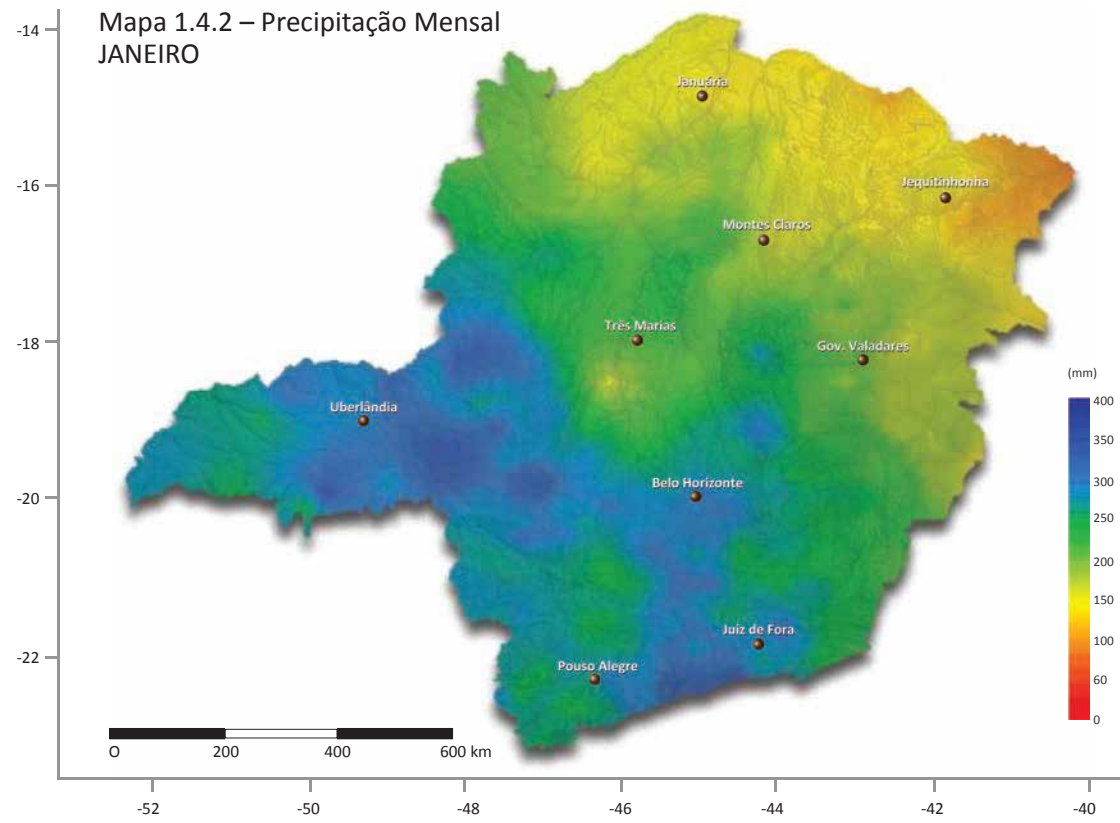 Mapa 1.4.2 – Precipitação Mensal
JANEIRO
-14
-16
-18
-20
-22
Januária
Jequitinhonha
Montes Claros
Três Marias
Gov. Valadares
Uberlândia
Belo Horizonte
Juiz de Fora
Pouso Alegre
(mm)
400
350
300
250
200
150
100
60
0
O 200 400 600 km
-52 -50 -48 -46 -44 -42 -40